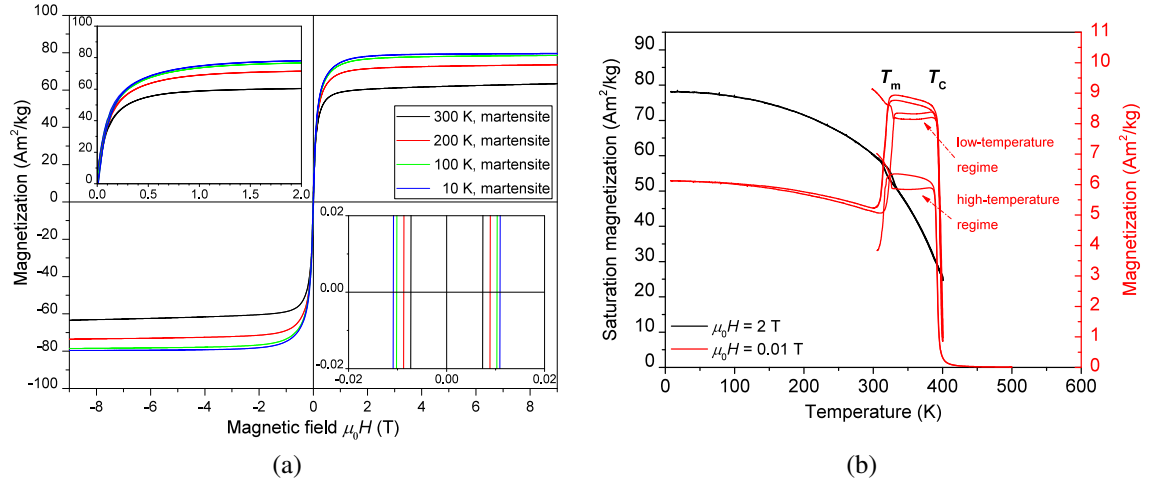 (a)
Magnetization (Am²/kg)
100
80
60
40
20
0
-20
-40
-60
-80
-100
-8 -6 -4 -2 0 2 4 6 8
Magnetic field μ₀H (T)
100
80
60
40
20
0
0.0 0.5 1.0 1.5 2.0
300 K, martensite
200 K, martensite
100 K, martensite
10 K, martensite
0.02
0.00
-0.02
-0.02 0.00 0.02
(b)
Saturation magnetization (Am²/kg)
90
80
70
60
50
40
30
20
10
0
0 100 200 300 400 500 600
Temperature (K)
Tm
TC
low-temperature
regime
high-temperature
regime
μ₀H = 2 T
μ₀H = 0.01 T
11
10
9
8
7
6
5
4
3
2
1
0
Magnetization (Am²/kg)